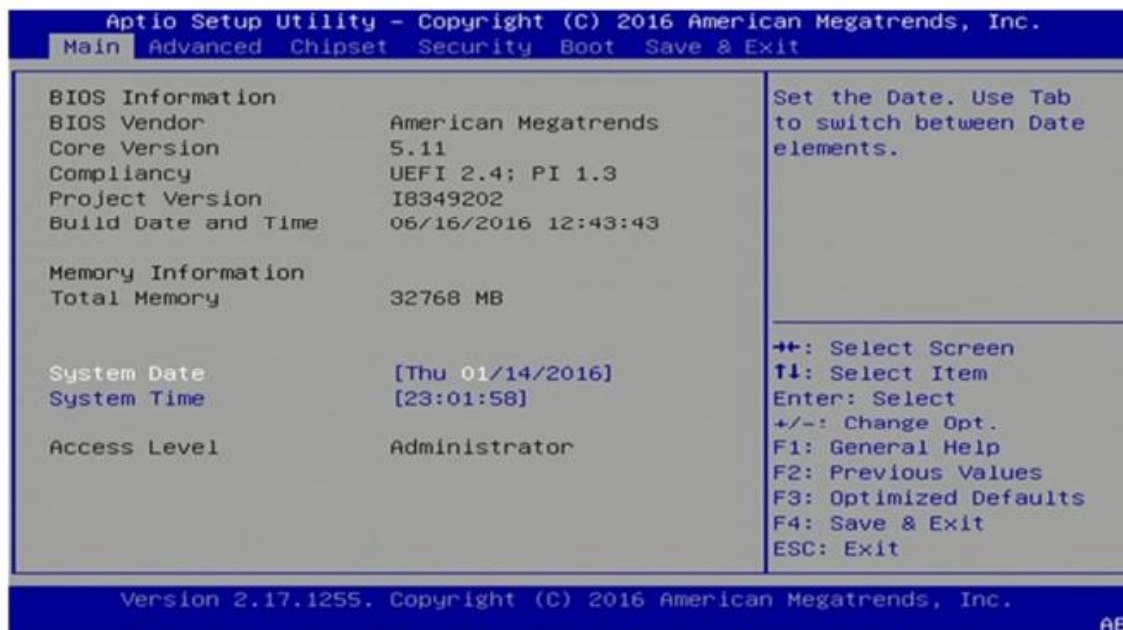 Aptio Setup Utility – Copyright (C) 2016 American Megatrends, Inc.
Main Advanced Chipset Security Boot Save & Exit
BIOS Information
BIOS Vendor American Megatrends
Core Version 5.11
Compliancy UEFI 2.4; PI 1.3
Project Version I8349202
Build Date and Time 06/16/2016 12:43:43
Memory Information
Total Memory 32768 MB
System Date [Thu 01/14/2016]
System Time [23:01:58]
Access Level Administrator
Set the Date. Use Tab
to switch between Date
elements.
→←: Select Screen
↑↓: Select Item
Enter: Select
+/-: Change Opt.
F1: General Help
F2: Previous Values
F3: Optimized Defaults
F4: Save & Exit
ESC: Exit
Version 2.17.1255. Copyright (C) 2016 American Megatrends, Inc.